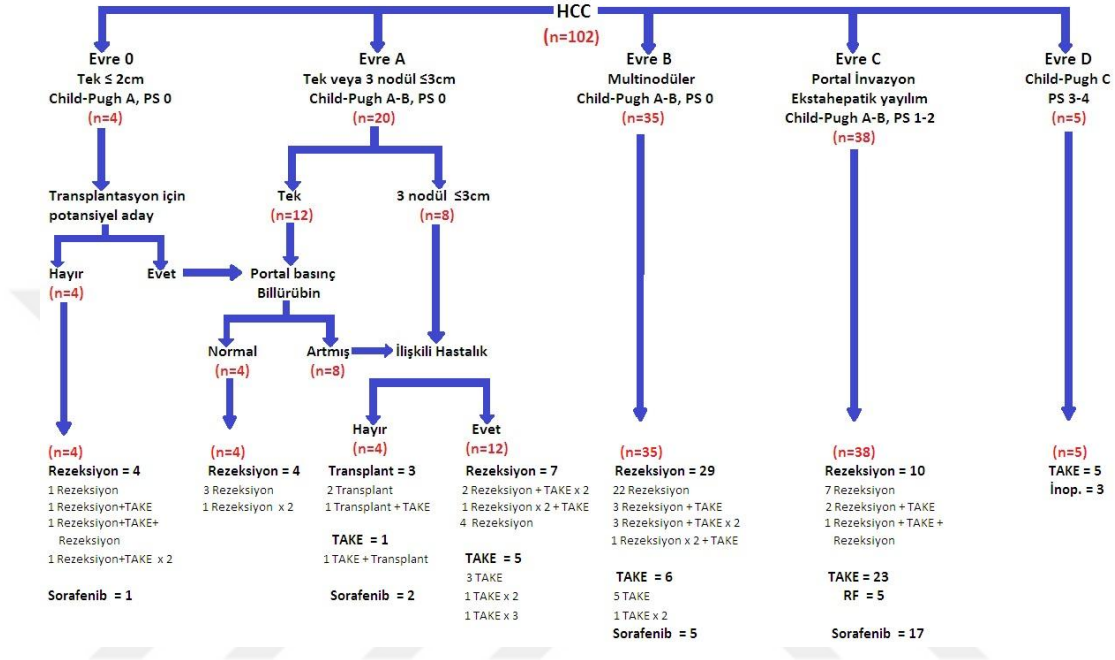 HCC
(n=102)
Evre 0
Tek ≤ 2cm
Child-Pugh A, PS 0
(n=4)
Evre A
Tek veya 3 nodül ≤3cm
Child-Pugh A-B, PS 0
(n=20)
Evre B
Multinodüler
Child-Pugh A-B, PS 0
(n=35)
Evre C
Portal İnvazyon
Ekstahepatik yayılım
Child-Pugh A-B, PS 1-2
(n=38)
Evre D
Child-Pugh C
PS 3-4
(n=5)
Transplantasyon için
potansiyel aday
Tek
(n=12)
3 nodül ≤3cm
(n=8)
Hayır
(n=4)
Evet
Portal basınç
Billürübin
Normal
(n=4)
Artmış
(n=8)
İlişkili Hastalık
Hayır
(n=4)
Evet
(n=12)
(n=4)
Rezeksiyon = 4
1 Rezeksiyon
1 Rezeksiyon+TAKE
1 Rezeksiyon+TAKE+
Rezeksiyon
1 Rezeksiyon+TAKE x 2
Sorafenib = 1
(n=4)
Rezeksiyon = 4
3 Rezeksiyon
1 Rezeksiyon x 2
Transplant = 3
2 Transplant
1 Transplant + TAKE
TAKE = 1
1 TAKE + Transplant
Sorafenib = 2
Rezeksiyon = 7
2 Rezeksiyon + TAKE x 2
1 Rezeksiyon x 2 + TAKE
4 Rezeksiyon
TAKE = 5
3 TAKE
1 TAKE x 2
1 TAKE x 3
(n=35)
Rezeksiyon = 29
22 Rezeksiyon
3 Rezeksiyon + TAKE
3 Rezeksiyon + TAKE x 2
1 Rezeksiyon x 2 + TAKE
TAKE = 6
5 TAKE
1 TAKE x 2
Sorafenib = 5
(n=38)
Rezeksiyon = 10
7 Rezeksiyon
2 Rezeksiyon + TAKE
1 Rezeksiyon + TAKE +
Rezeksiyon
TAKE = 23
RF = 5
Sorafenib = 17
(n=5)
TAKE = 5
İnop. = 3